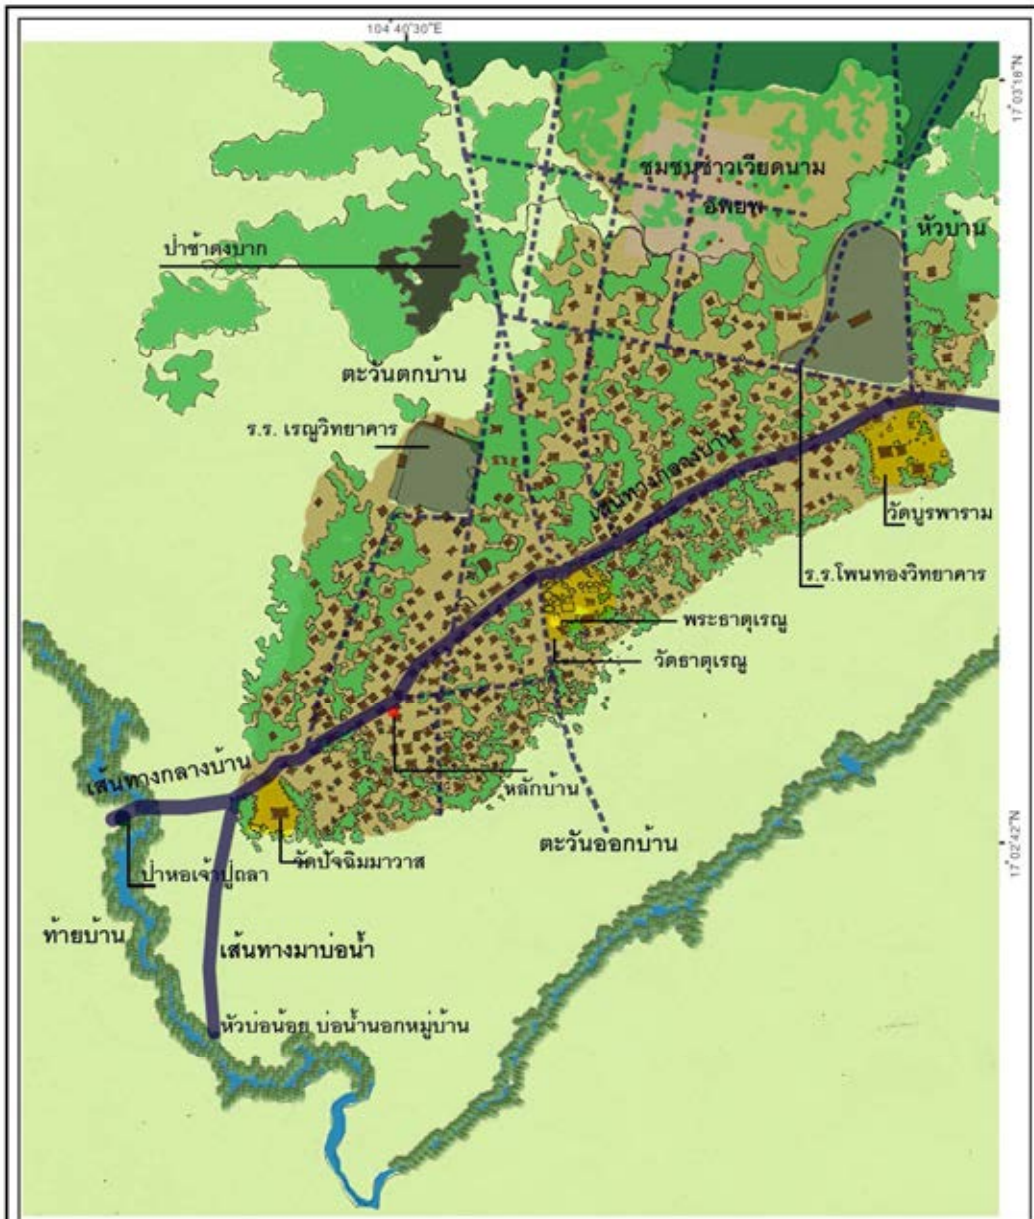 104°40'30"E
17°03'18"N
ชุมชนชาวเวียดนาม
อพยพ
หัวบ้าน
ป่าช้าดงบาก
ตะวันตกบ้าน
ร.ร. เรณูวิทยาคาร
เส้นทางกลางบ้าน
วัดบูรพาราม
ร.ร.โพนทองวิทยาคาร
พระธาตุเรณู
วัดธาตุเรณู
เส้นทางกลางบ้าน
หลักบ้าน
ตะวันออกบ้าน
17°02'42"N
วัดปัจฉิมมาวาส
ป่าหอเจ้าปู่ถลา
ท้ายบ้าน
เส้นทางมาบ่อน้ำ
หัวบ่อน้อย บ่อน้ำนอกหมู่บ้าน